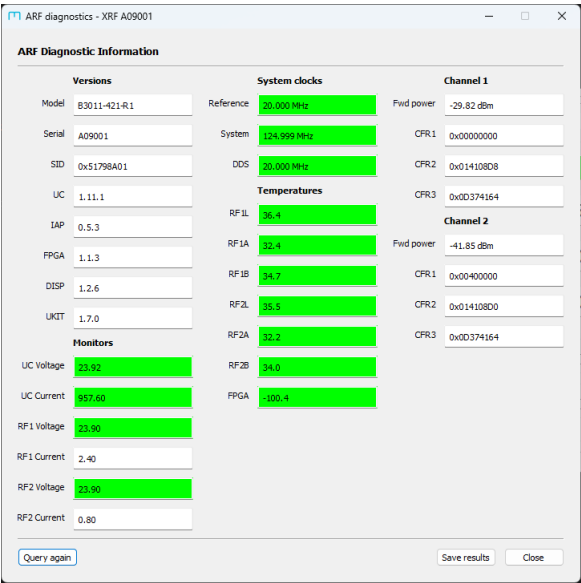 ARF diagnostics - XRF A09001
ARF Diagnostic Information
Versions
Model B3011-421-R1
Serial A09001
SID 0x51798A01
UC 1.11.1
IAP 0.5.3
FPGA 1.1.3
DISP 1.2.6
UKIT 1.7.0
Monitors
UC Voltage 23.92
UC Current 957.60
RF1 Voltage 23.90
RF1 Current 2.40
RF2 Voltage 23.90
RF2 Current 0.80
System clocks
Reference 20.000 MHz
System 124.999 MHz
DDS 20.000 MHz
Temperatures
RF1L 36.4
RF1A 32.4
RF1B 34.7
RF2L 35.5
RF2A 32.2
RF2B 34.0
FPGA -100.4
Channel 1
Fwd power -29.82 dBm
CFR1 0x00000000
CFR2 0x014108D8
CFR3 0x0D374164
Channel 2
Fwd power -41.85 dBm
CFR1 0x00400000
CFR2 0x014108D0
CFR3 0x0D374164
Query again
Save results
Close